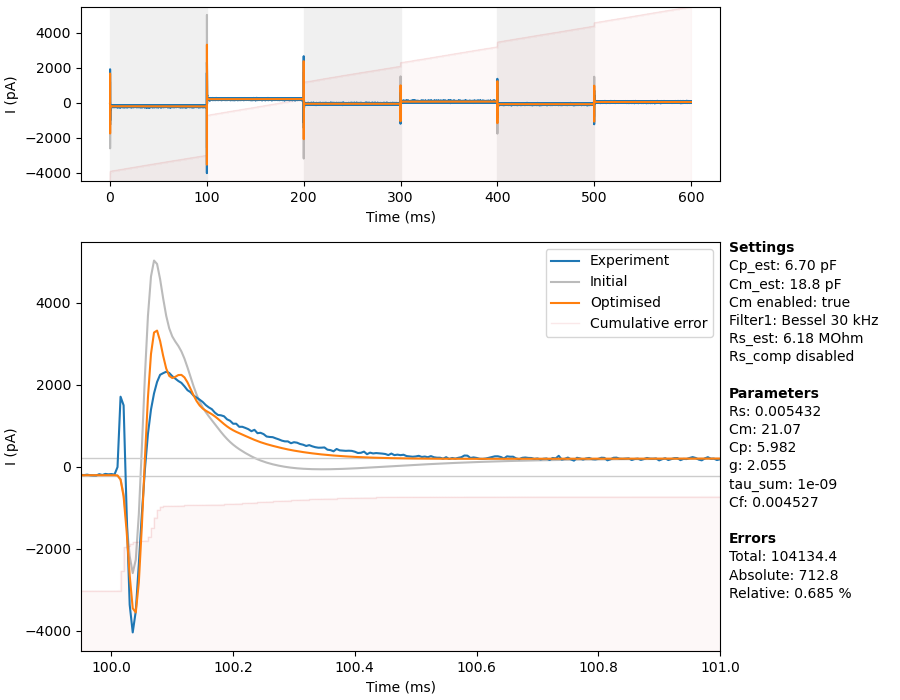 4000
2000
0
−2000
−4000
I (pA)
0 100 200 300 400 500 600
Time (ms)
4000
2000
0
−2000
−4000
I (pA)
100.0 100.2 100.4 100.6 100.8 101.0
Time (ms)
Experiment
Initial
Optimised
Cumulative error
Settings
Cp_est: 6.70 pF
Cm_est: 18.8 pF
Cm enabled: true
Filter1: Bessel 30 kHz
Rs_est: 6.18 MOhm
Rs_comp disabled
Parameters
Rs: 0.005432
Cm: 21.07
Cp: 5.982
g: 2.055
tau_sum: 1e-09
Cf: 0.004527
Errors
Total: 104134.4
Absolute: 712.8
Relative: 0.685 %